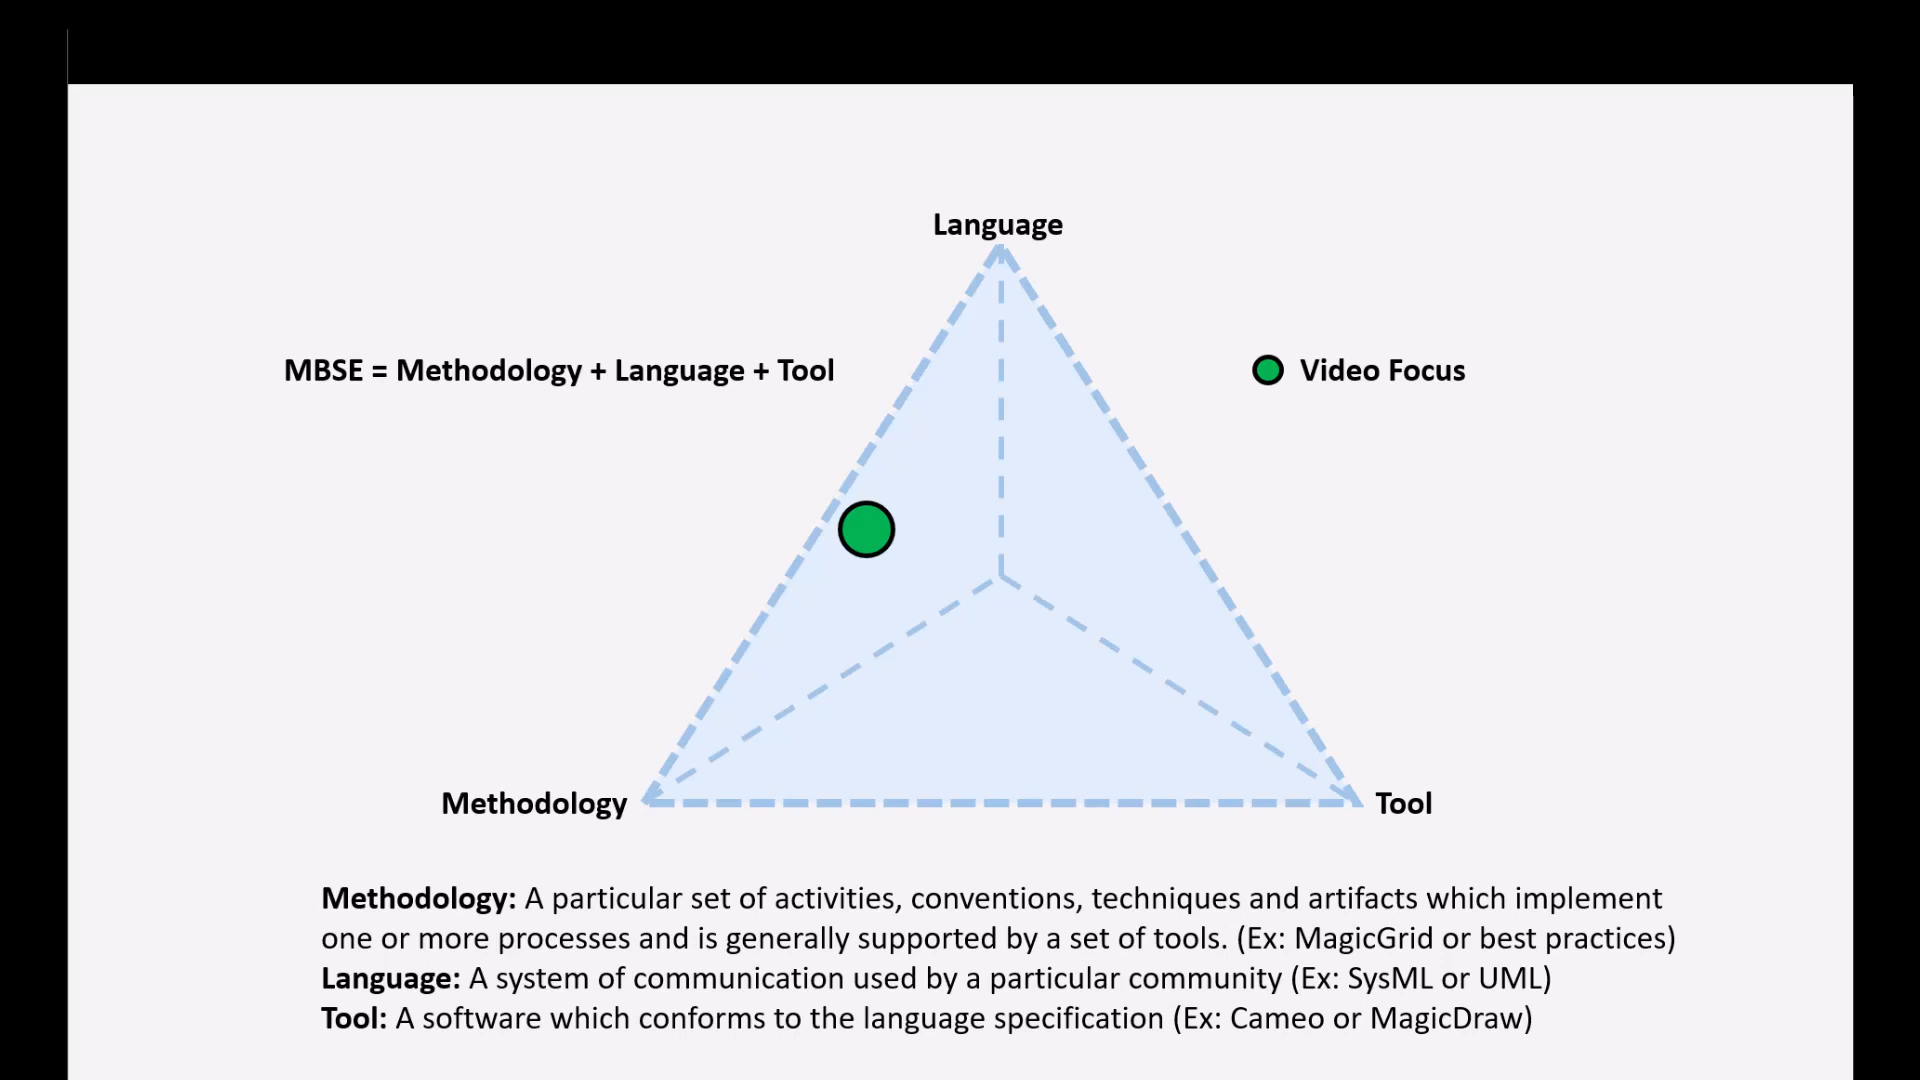 Language
MBSE = Methodology + Language + Tool
Video Focus
Methodology
Tool
Methodology: A particular set of activities, conventions, techniques and artifacts which implement
one or more processes and is generally supported by a set of tools. (Ex: MagicGrid or best practices)
Language: A system of communication used by a particular community (Ex: SysML or UML)
Tool: A software which conforms to the language specification (Ex: Cameo or MagicDraw)